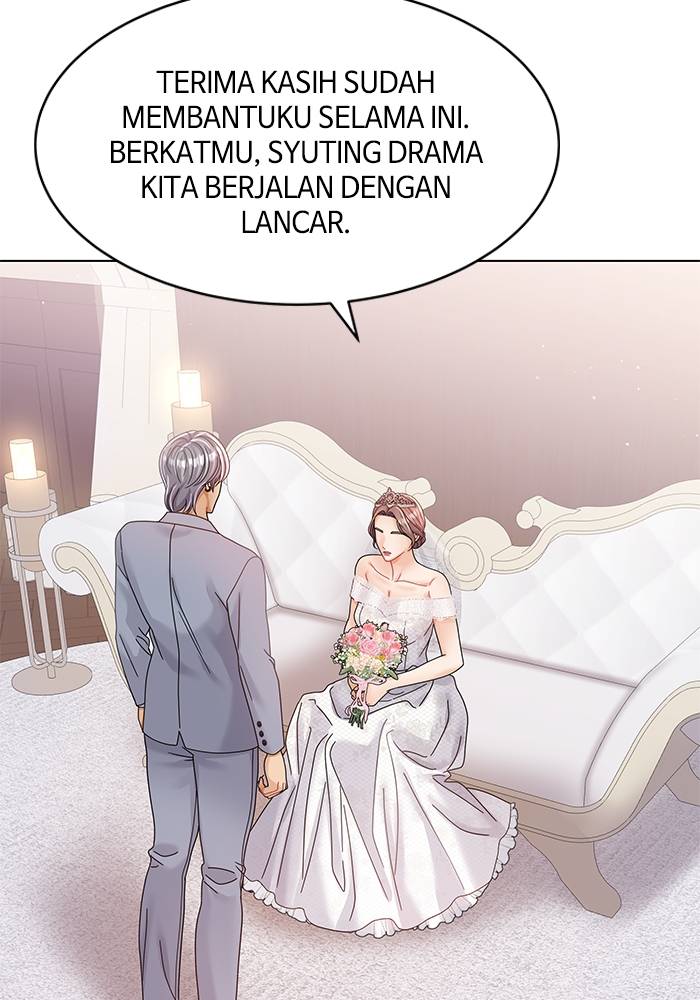 TERIMA KASIH SUDAH
MEMBANTUKU SELAMA INI.
BERKATMU, SYUTING DRAMA
KITA BERJALAN DENGAN
LANCAR.